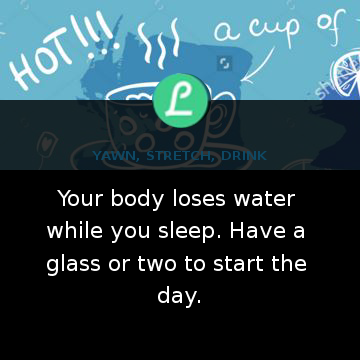 HOT!!!
a cup of
L
YAWN, STRETCH, DRINK
Your body loses water
while you sleep. Have a
glass or two to start the
day.